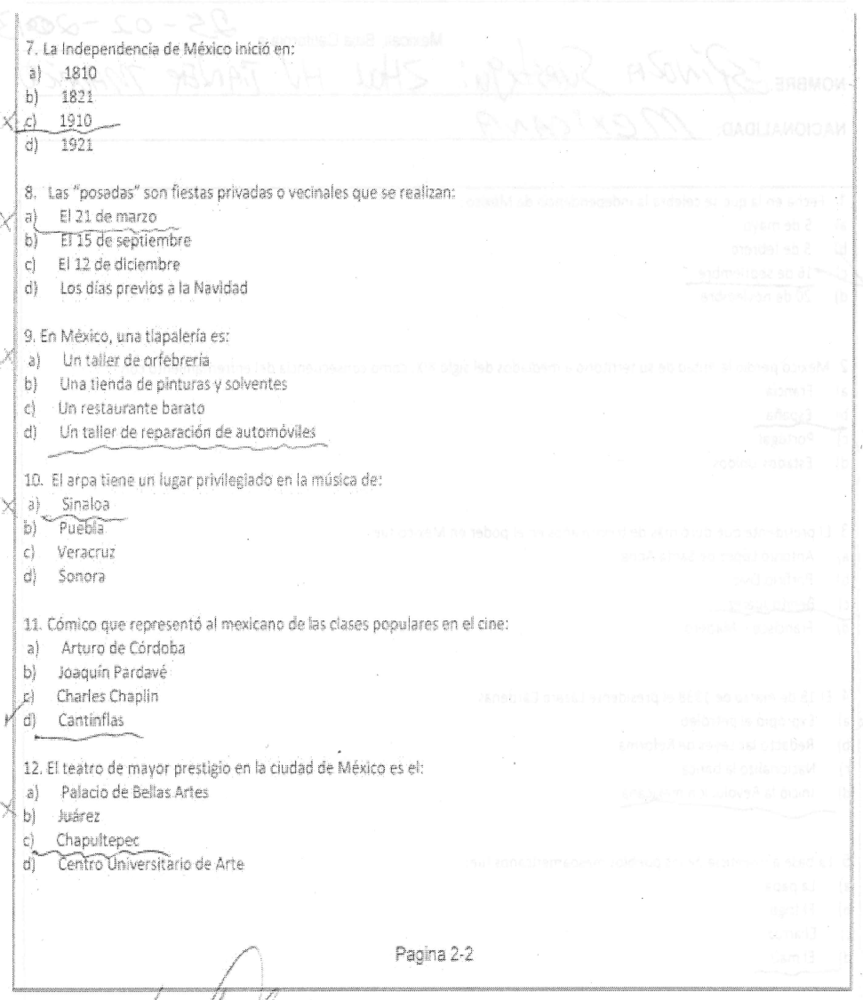 7. La Independencia de México inició en:
a) 1810
b) 1821
c) 1910
d) 1921
8. Las "posadas" son fiestas privadas o vecinales que se realizan:
a) El 21 de marzo
b) El 15 de septiembre
c) El 12 de diciembre
d) Los días previos a la Navidad
9. En México, una tlapalería es:
a) Un taller de orfebrería
b) Una tienda de pinturas y solventes
c) Un restaurante barato
d) Un taller de reparación de automóviles
10. El arpa tiene un lugar privilegiado en la música de:
a) Sinaloa
b) Puebla
c) Veracruz
d) Sonora
11. Cómico que representó al mexicano de las clases populares en el cine:
a) Arturo de Córdoba
b) Joaquín Pardavé
c) Charles Chaplin
d) Cantinflas
12. El teatro de mayor prestigio en la ciudad de México es el:
a) Palacio de Bellas Artes
b) Juárez
c) Chapultepec
d) Centro Universitario de Arte
Pagina 2-2